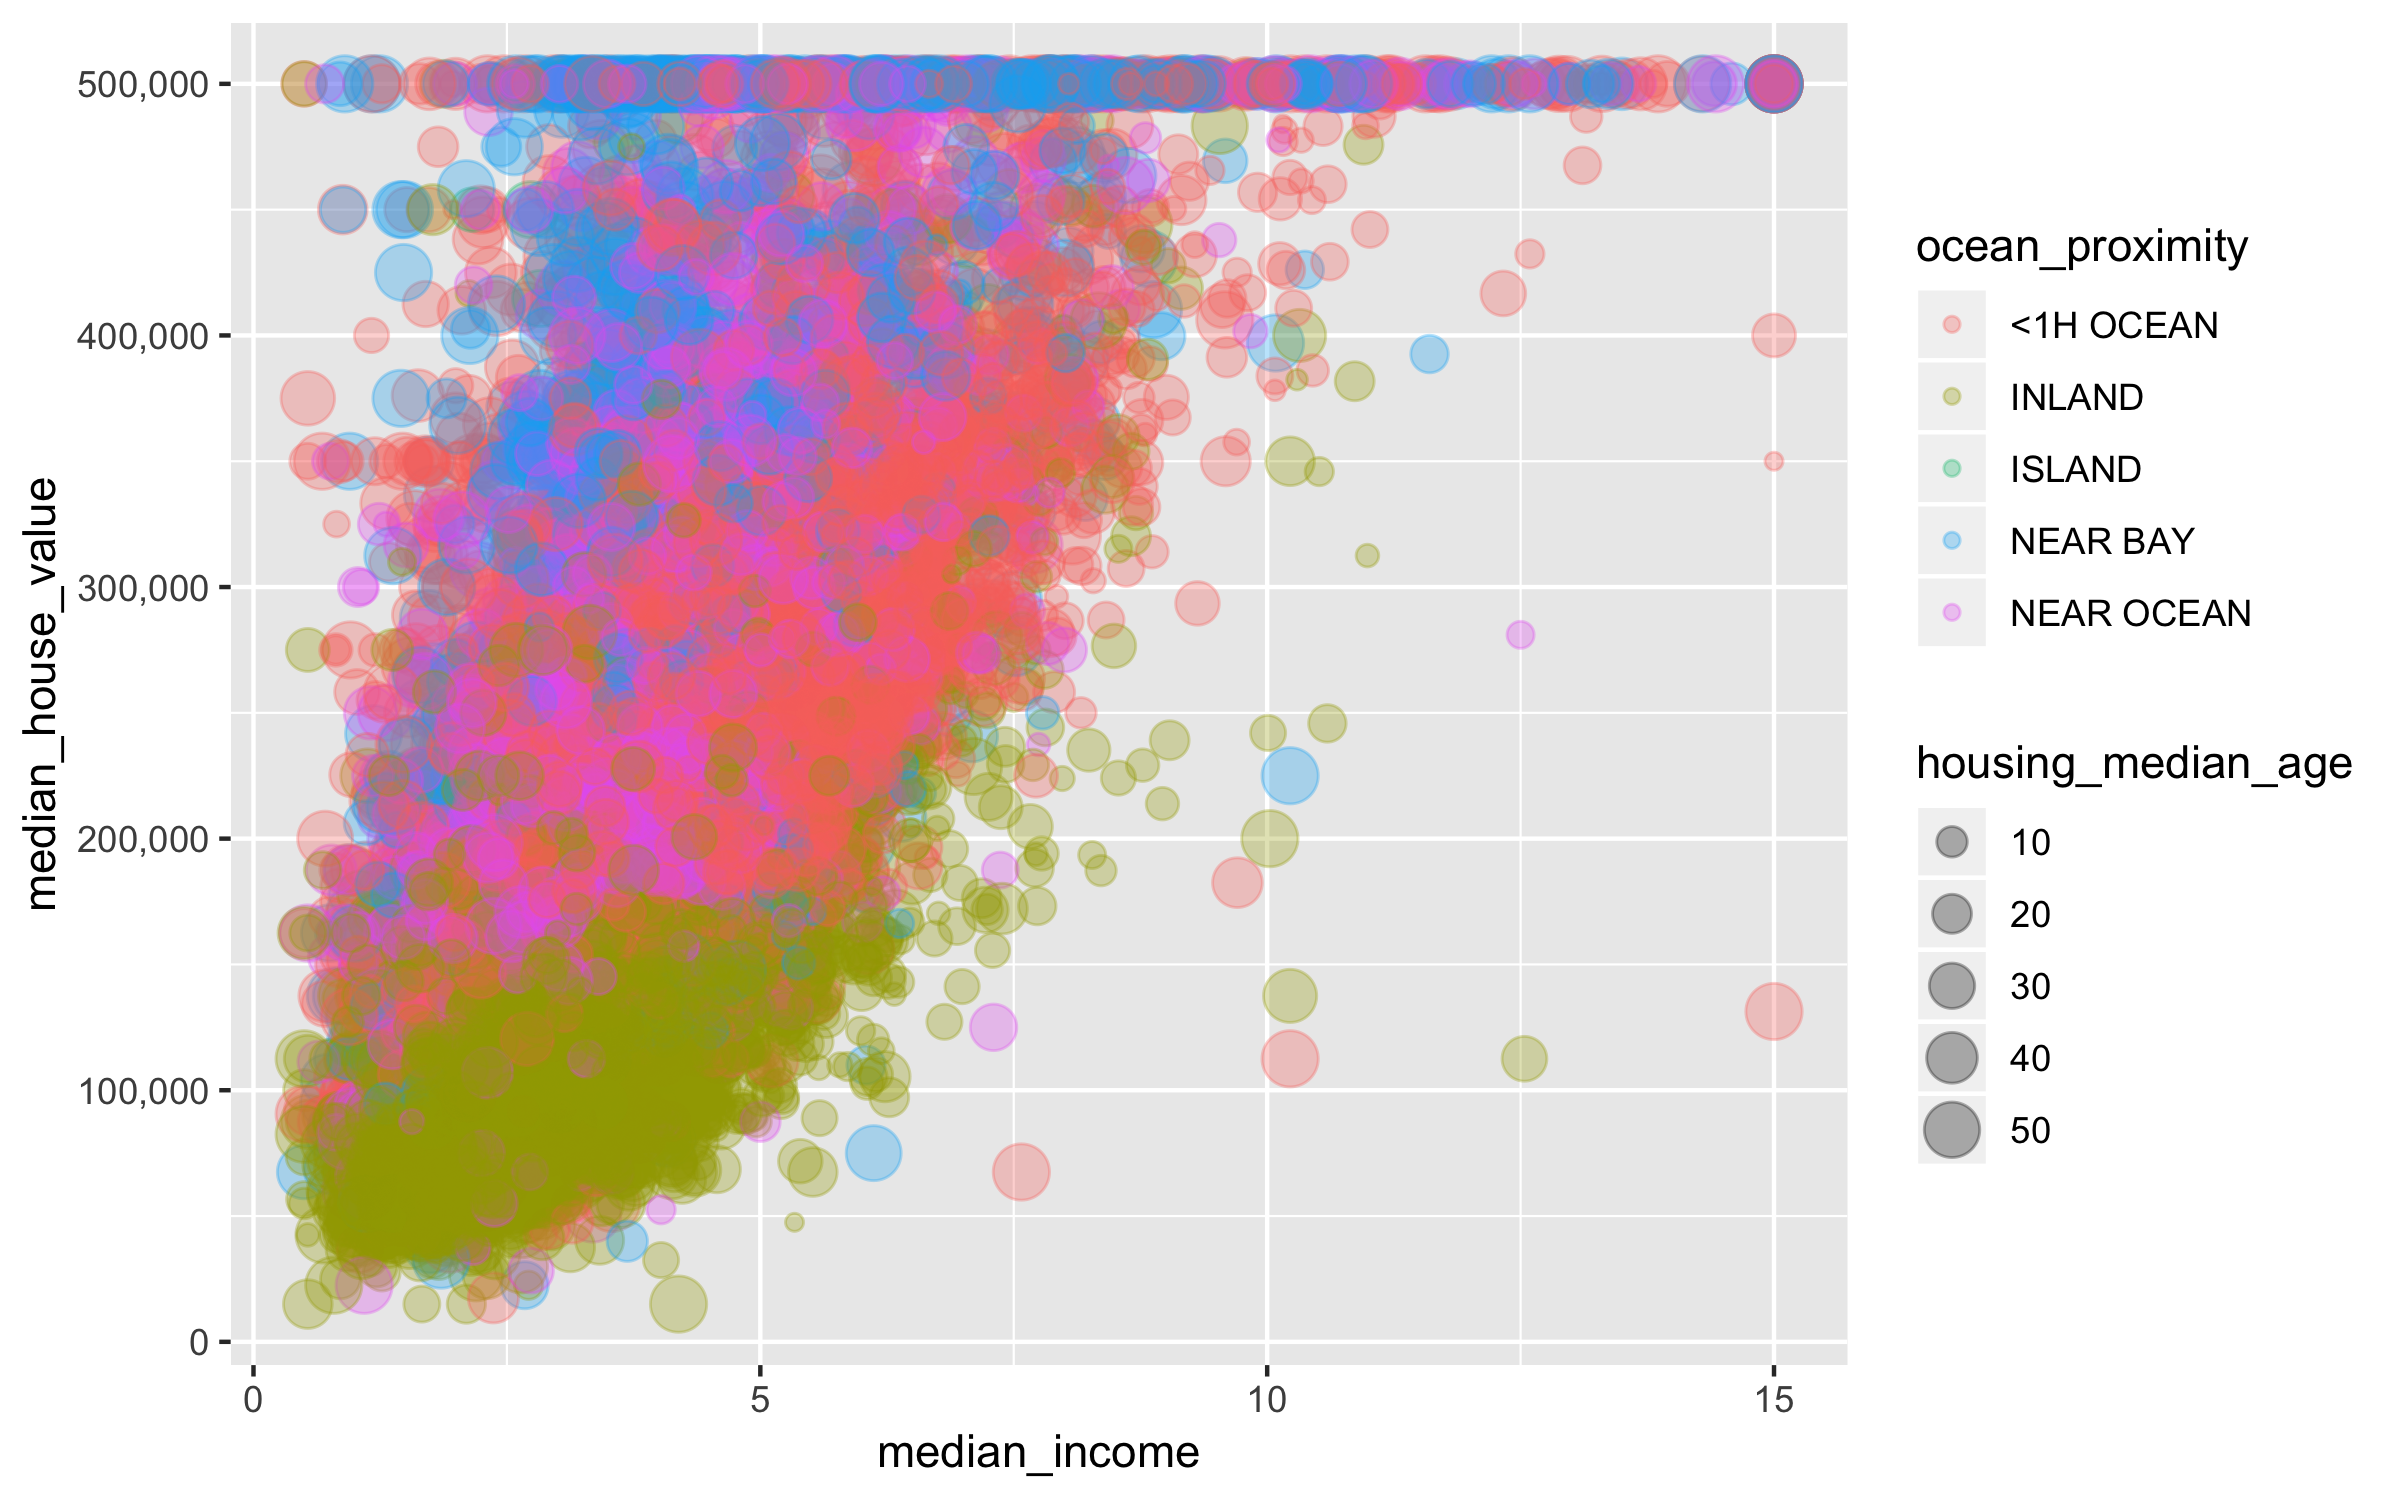 500,000
400,000
300,000
200,000
100,000
0
median_house_value
0 5 10 15
median_income
ocean_proximity
<1H OCEAN
INLAND
ISLAND
NEAR BAY
NEAR OCEAN
housing_median_age
10
20
30
40
50